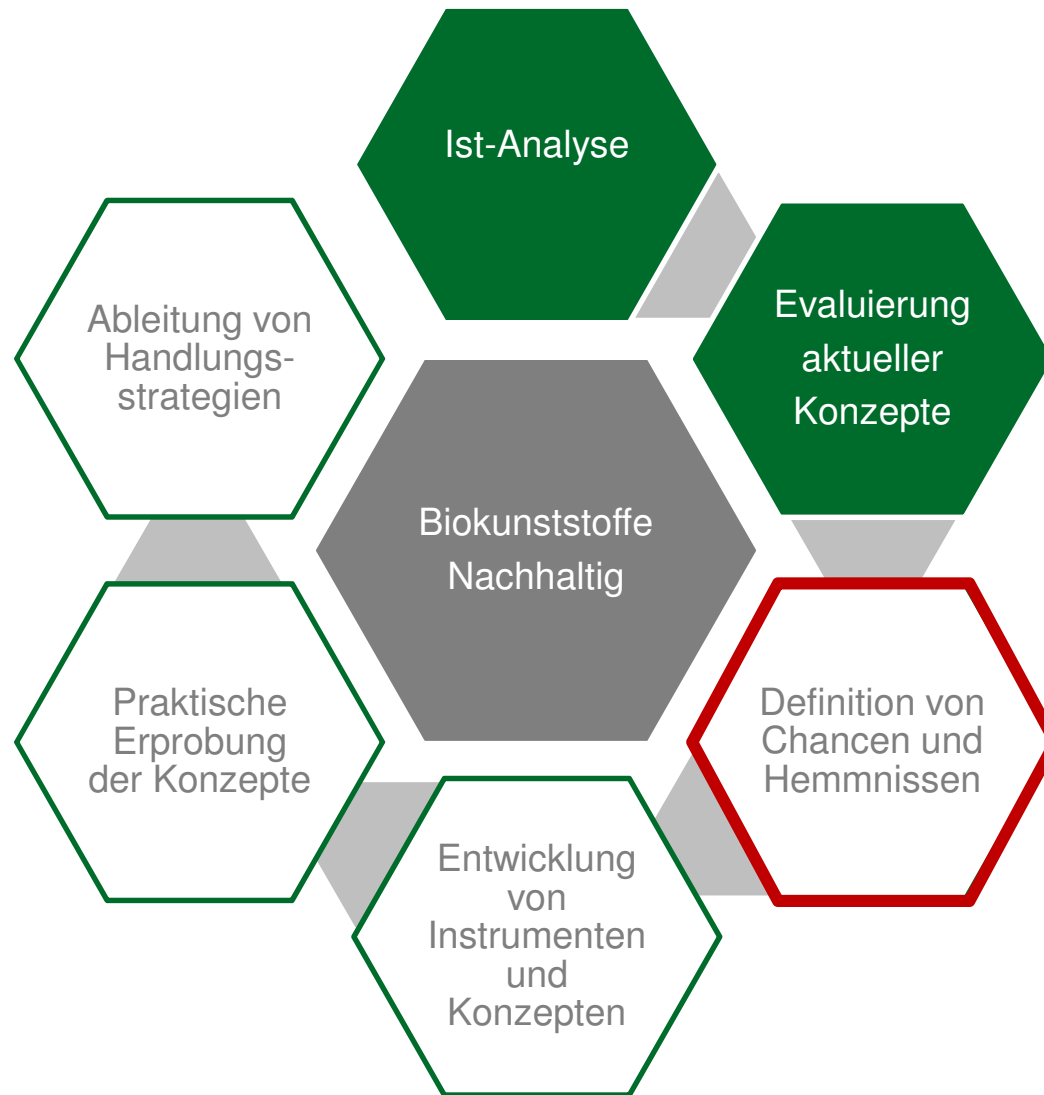 Ist-Analyse
Evaluierung
aktueller
Konzepte
Definition von
Chancen und
Hemmnissen
Entwicklung
von
Instrumenten
und
Konzepten
Praktische
Erprobung
der Konzepte
Ableitung von
Handlungs-
strategien
Biokunststoffe
Nachhaltig